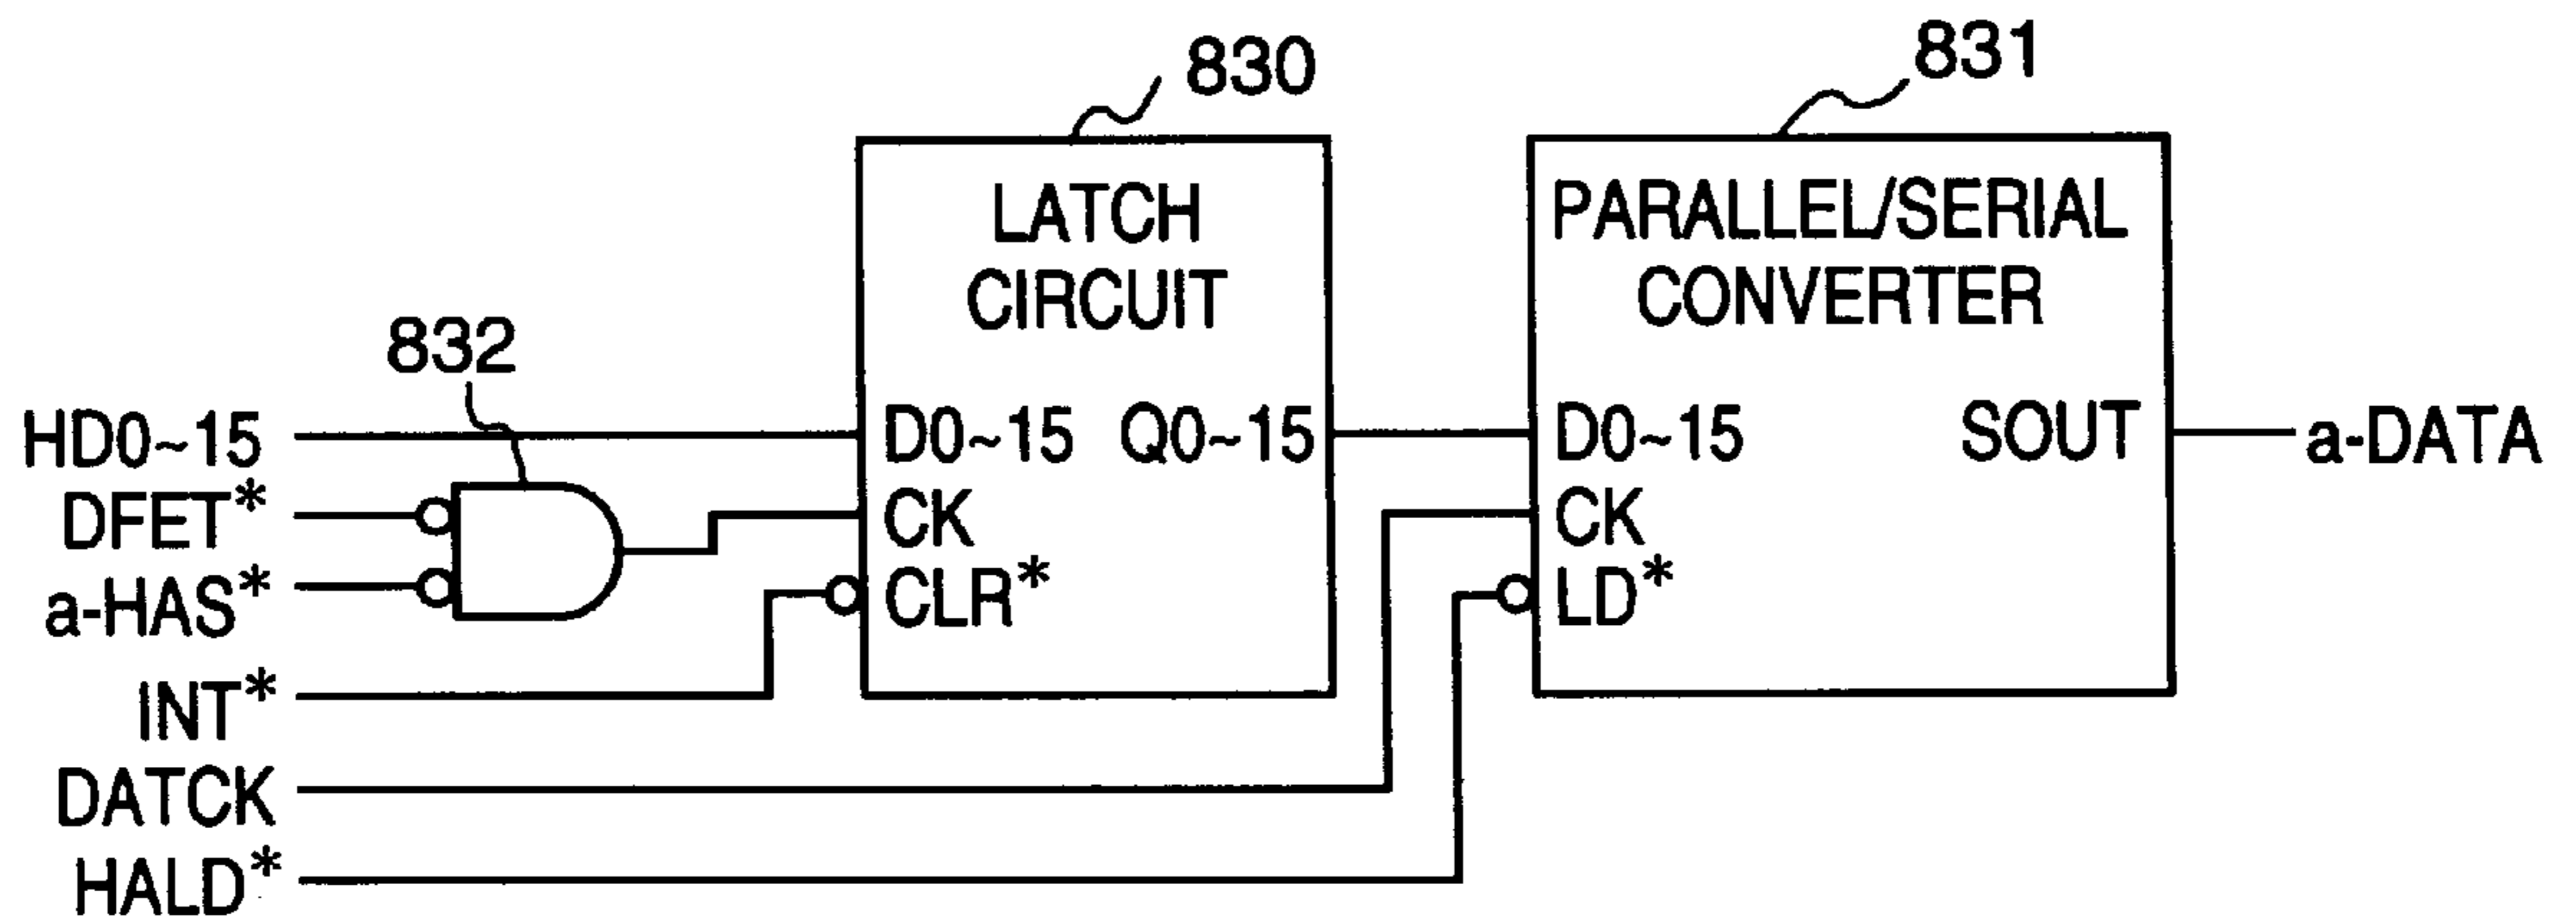 830
831
LATCH
CIRCUIT
PARALLEL/SERIAL
CONVERTER
832
HD0~15
D0~15 Q0~15
D0~15 SOUT
a-DATA
DFET*
CK
CK
a-HAS*
CLR*
LD*
INT*
DATCK
HALD*